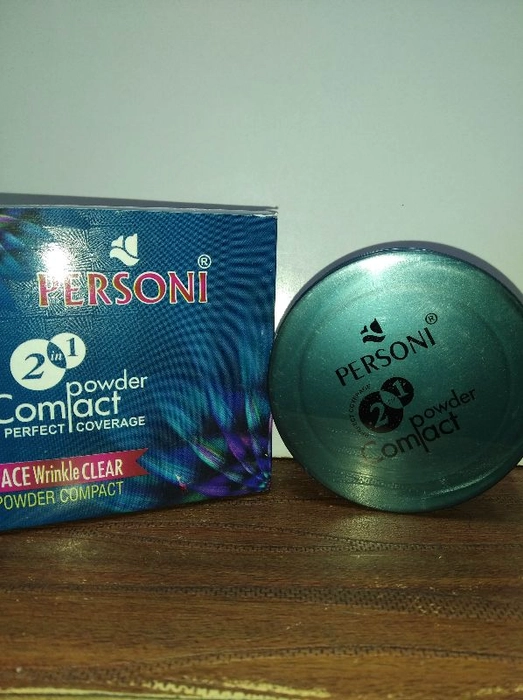 PERSONI®
2 in 1
powder
Compact
PERFECT COVERAGE
ACE Wrinkle CLEAR
POWDER COMPACT
PERSONI®
2 in 1
powder
Compact